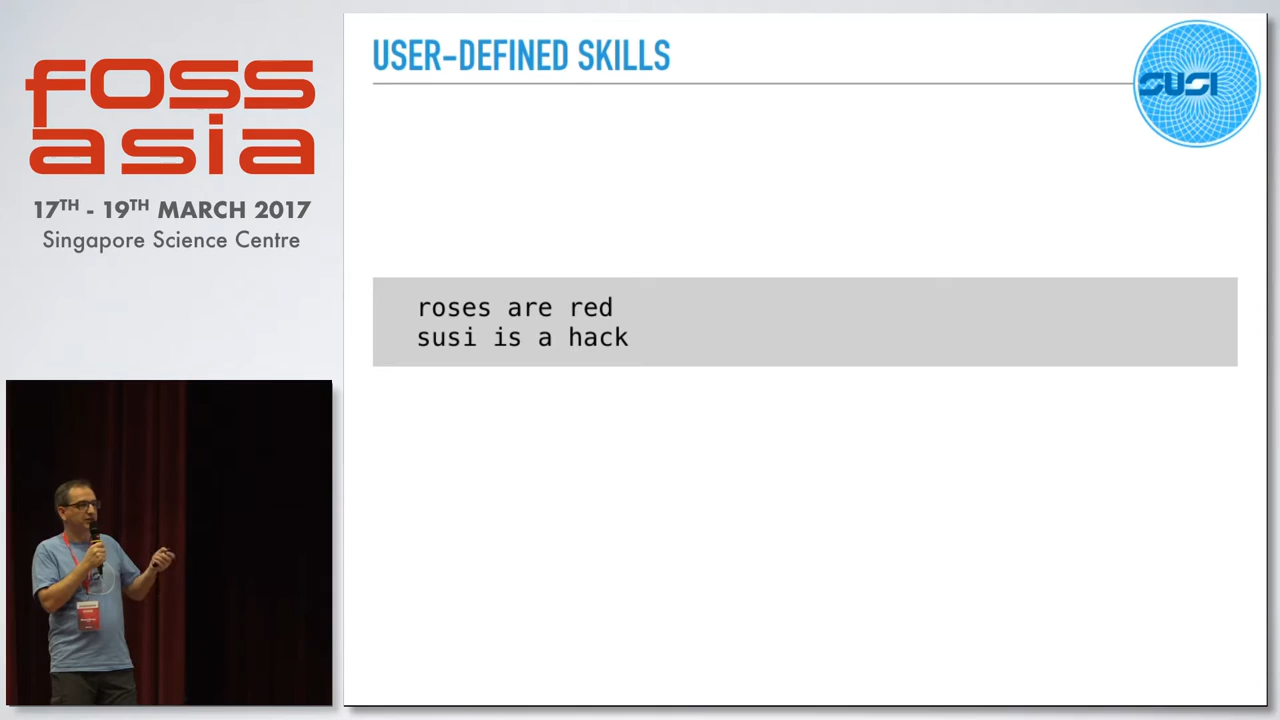 foss
asia
17TH - 19TH MARCH 2017
Singapore Science Centre
USER-DEFINED SKILLS
SUSI
roses are red
susi is a hack